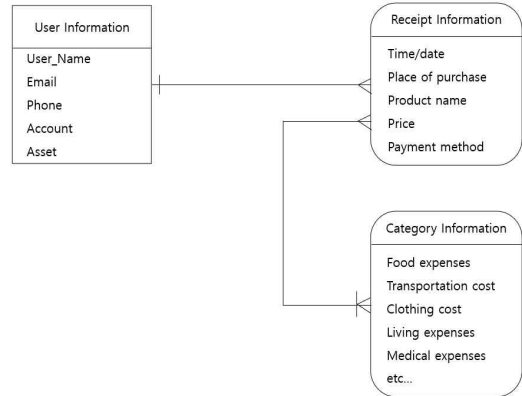 User Information
User_Name
Email
Phone
Account
Asset
Receipt Information
Time/date
Place of purchase
Product name
Price
Payment method
Category Information
Food expenses
Transportation cost
Clothing cost
Living expenses
Medical expenses
etc...